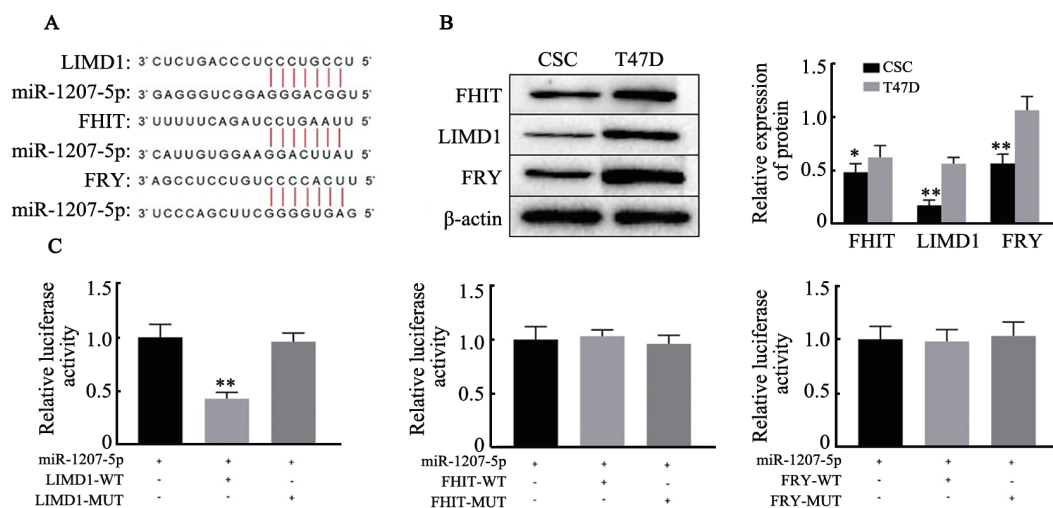 A
LIMD1: 3` CUCUGACCCUCCCUGCCU 5`
miR-1207-5p: 3` GAGGGUCGGAGGGACGGU 5`
FHIT: 3` UUUUUCAGAUCCUGAAUU 5`
miR-1207-5p: 3` CAUUGUGGAAGGACUUAU 5`
FRY: 3` AGCCUCCUGUCCCCACUU 5`
miR-1207-5p: 3` UCCCAGCUUCGGGGUGAG 5`
B
CSC T47D
FHIT
LIMD1
FRY
β-actin
Relative expression
of protein
1.5
1.0
0.5
0
CSC
T47D
*
**
**
FHIT LIMD1 FRY
C
Relative luciferase
activity
1.5
1.0
0.5
0
**
miR-1207-5p + + +
LIMD1-WT - + -
LIMD1-MUT - - +
Relative luciferase
activity
1.5
1.0
0.5
0
miR-1207-5p + + +
FHIT-WT - + -
FHIT-MUT - - +
Relative luciferase
activity
1.5
1.0
0.5
0
miR-1207-5p + + +
FRY-WT - + -
FRY-MUT - - +